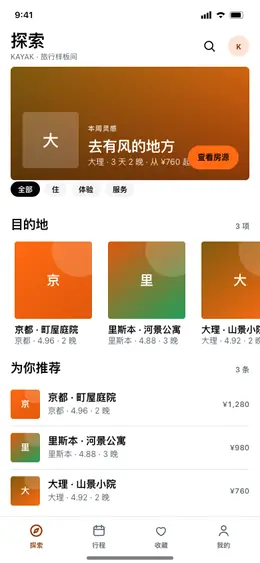 9:41
探索
KAYAK · 旅行样板间
K
大
本周灵感
去有风的地方
大理 · 3 天 2 晚 · 从 ¥760 起
查看房源
全部
住
体验
服务
目的地
3 项
京
里
大
京都 · 町屋庭院
京都 · 4.96 · 2 晚
里斯本 · 河景公寓
里斯本 · 4.88 · 3 晚
大理 · 山景小院
大理 · 4.92 · 2 晚
为你推荐
3 条
京
京都 · 町屋庭院
京都 · 4.96 · 2 晚
¥1,280
里
里斯本 · 河景公寓
里斯本 · 4.88 · 3 晚
¥980
大
大理 · 山景小院
大理 · 4.92 · 2 晚
¥760
探索
行程
收藏
我的